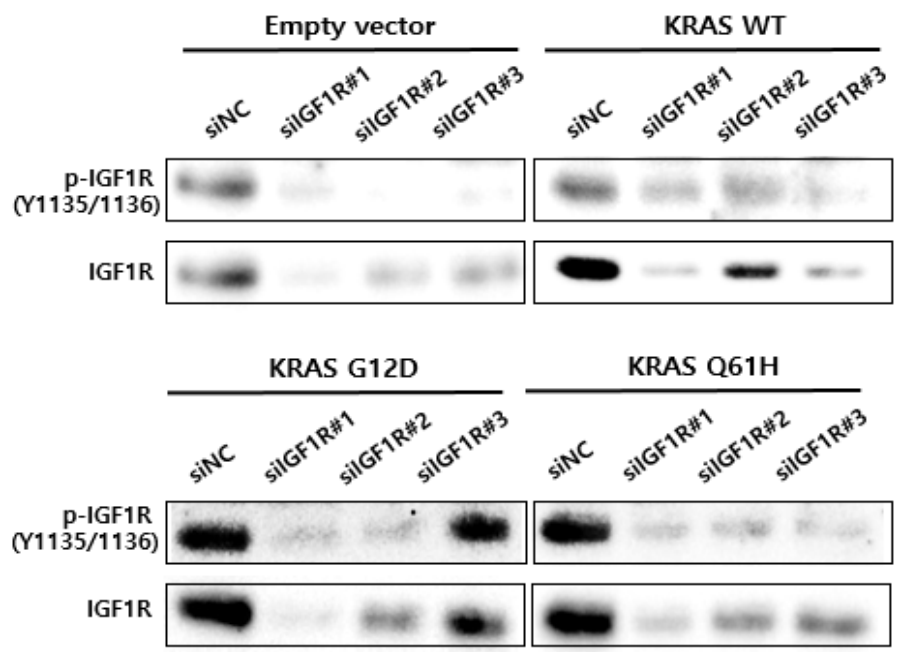 Empty vector KRAS WT
siNC siIGF1R#1 siIGF1R#2 siIGF1R#3 siNC siIGF1R#1 siIGF1R#2 siIGF1R#3
p-IGF1R
(Y1135/1136)
IGF1R
KRAS G12D KRAS Q61H
siNC siIGF1R#1 siIGF1R#2 siIGF1R#3 siNC siIGF1R#1 siIGF1R#2 siIGF1R#3
p-IGF1R
(Y1135/1136)
IGF1R